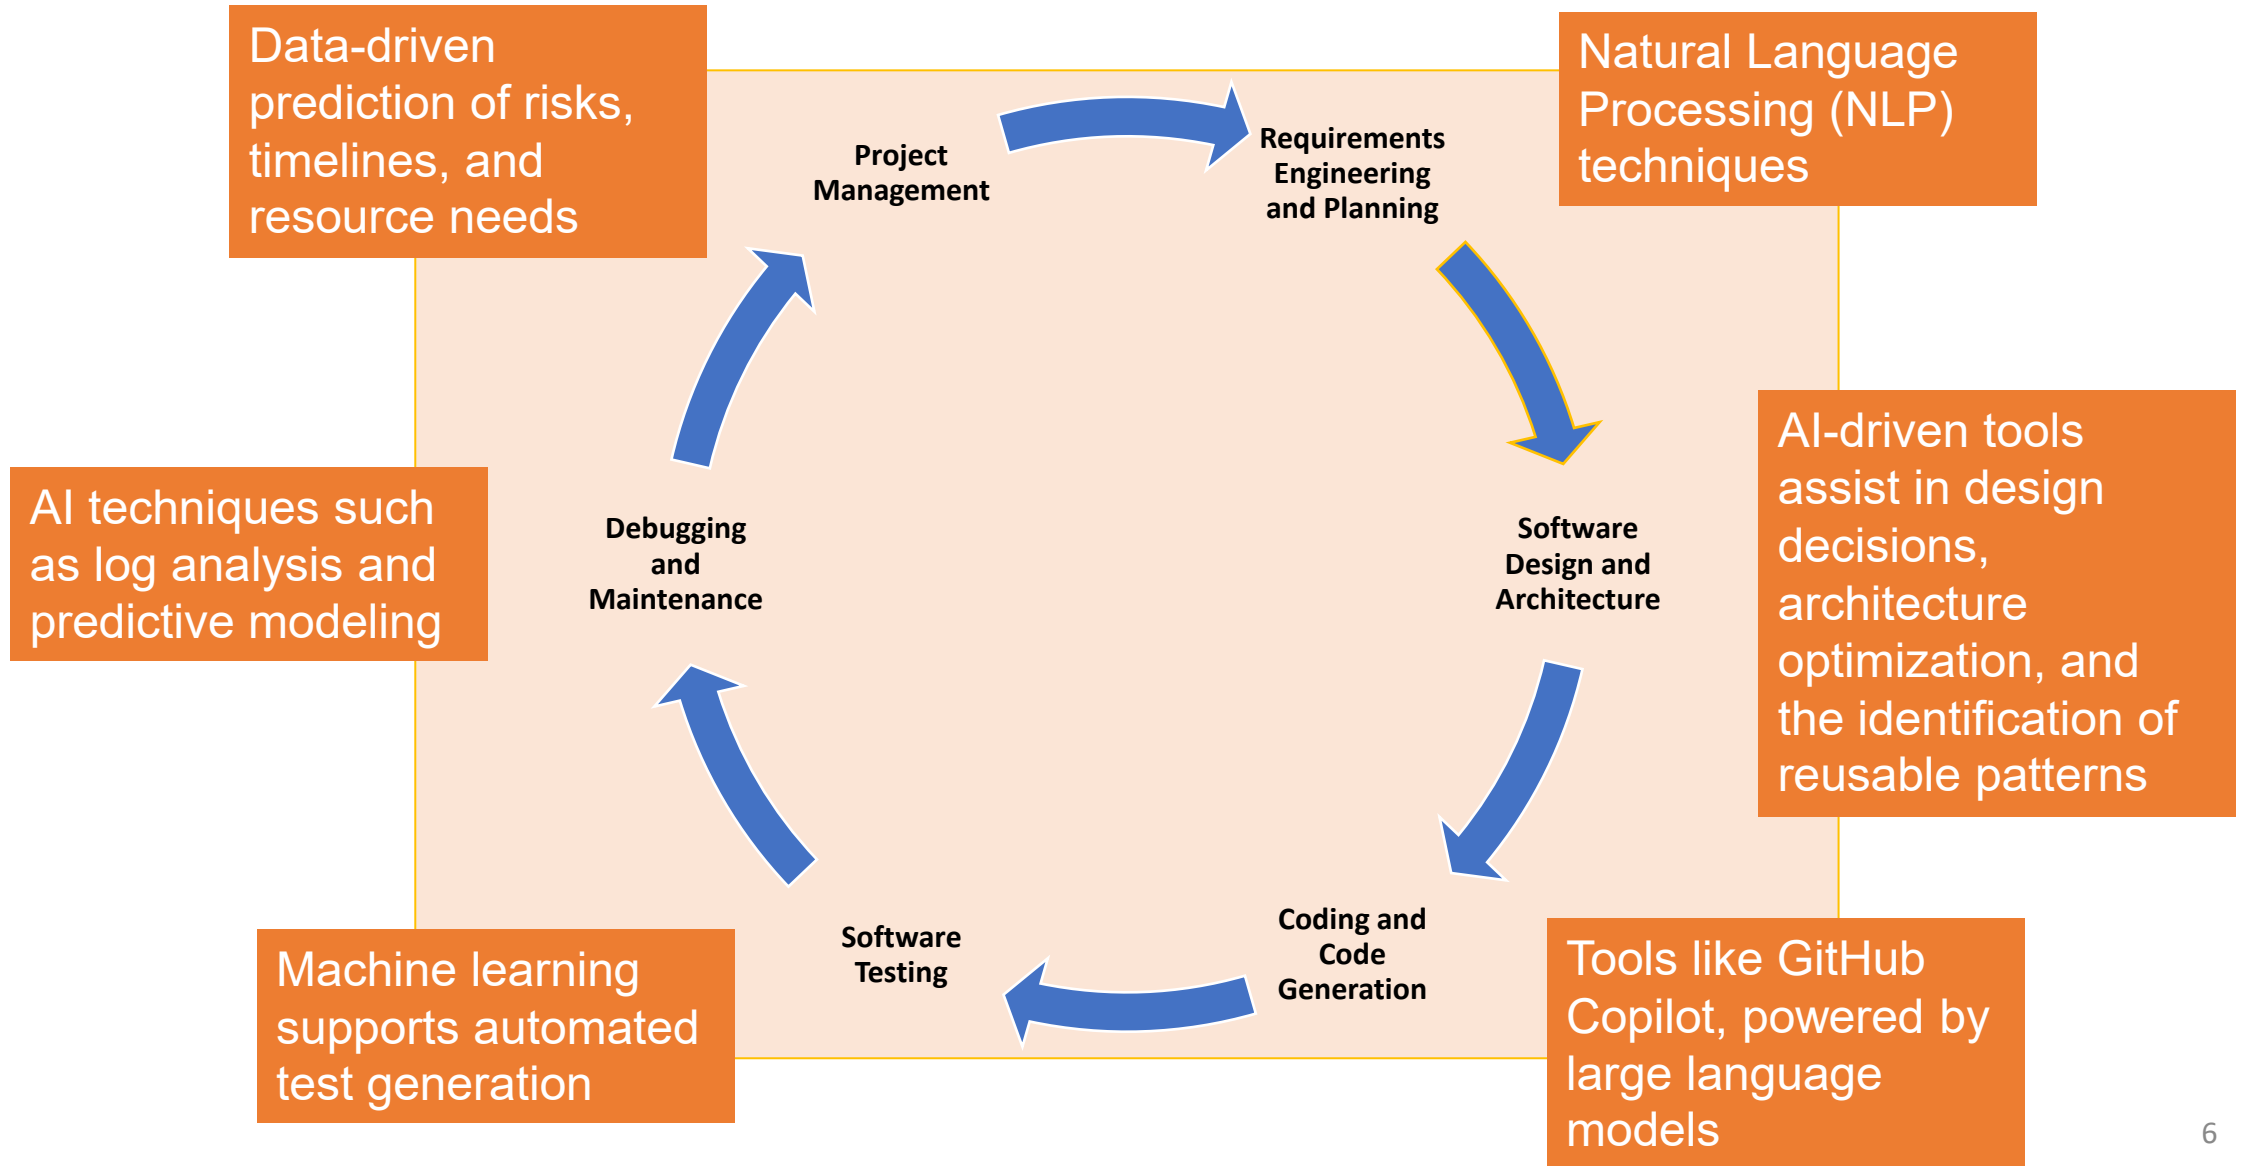 Data-driven
prediction of risks,
timelines, and
resource needs
Project
Management
Requirements
Engineering
and Planning
Natural Language
Processing (NLP)
techniques
AI techniques such
as log analysis and
predictive modeling
Debugging
and
Maintenance
Software
Design and
Architecture
AI-driven tools
assist in design
decisions,
architecture
optimization, and
the identification of
reusable patterns
Machine learning
supports automated
test generation
Software
Testing
Coding and
Code
Generation
Tools like GitHub
Copilot, powered by
large language
models
6